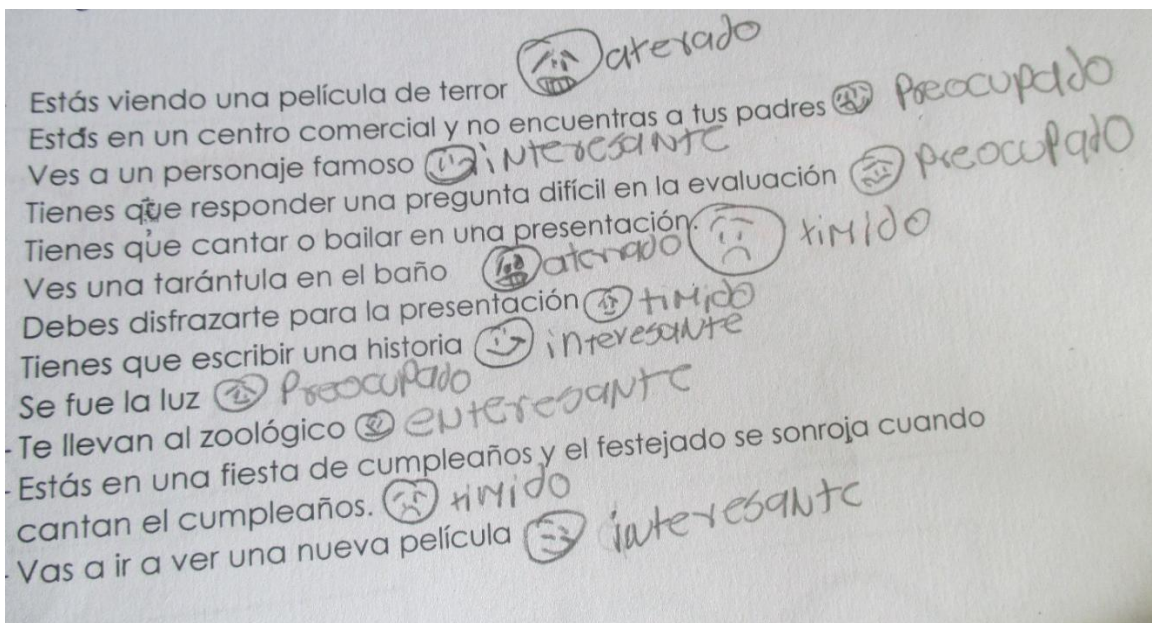 Estás viendo una película de terror aterado
Estás en un centro comercial y no encuentras a tus padres Preocupado
Ves a un personaje famoso interesante
Tienes que responder una pregunta difícil en la evaluación preocupado
Tienes que cantar o bailar en una presentación. timido
Ves una tarántula en el baño aterrado
Debes disfrazarte para la presentación timido
Tienes que escribir una historia interesante
Se fue la luz Preocupado
- Te llevan al zoológico enteresante
- Estás en una fiesta de cumpleaños y el festejado se sonroja cuando
cantan el cumpleaños. timido
- Vas a ir a ver una nueva película interesante